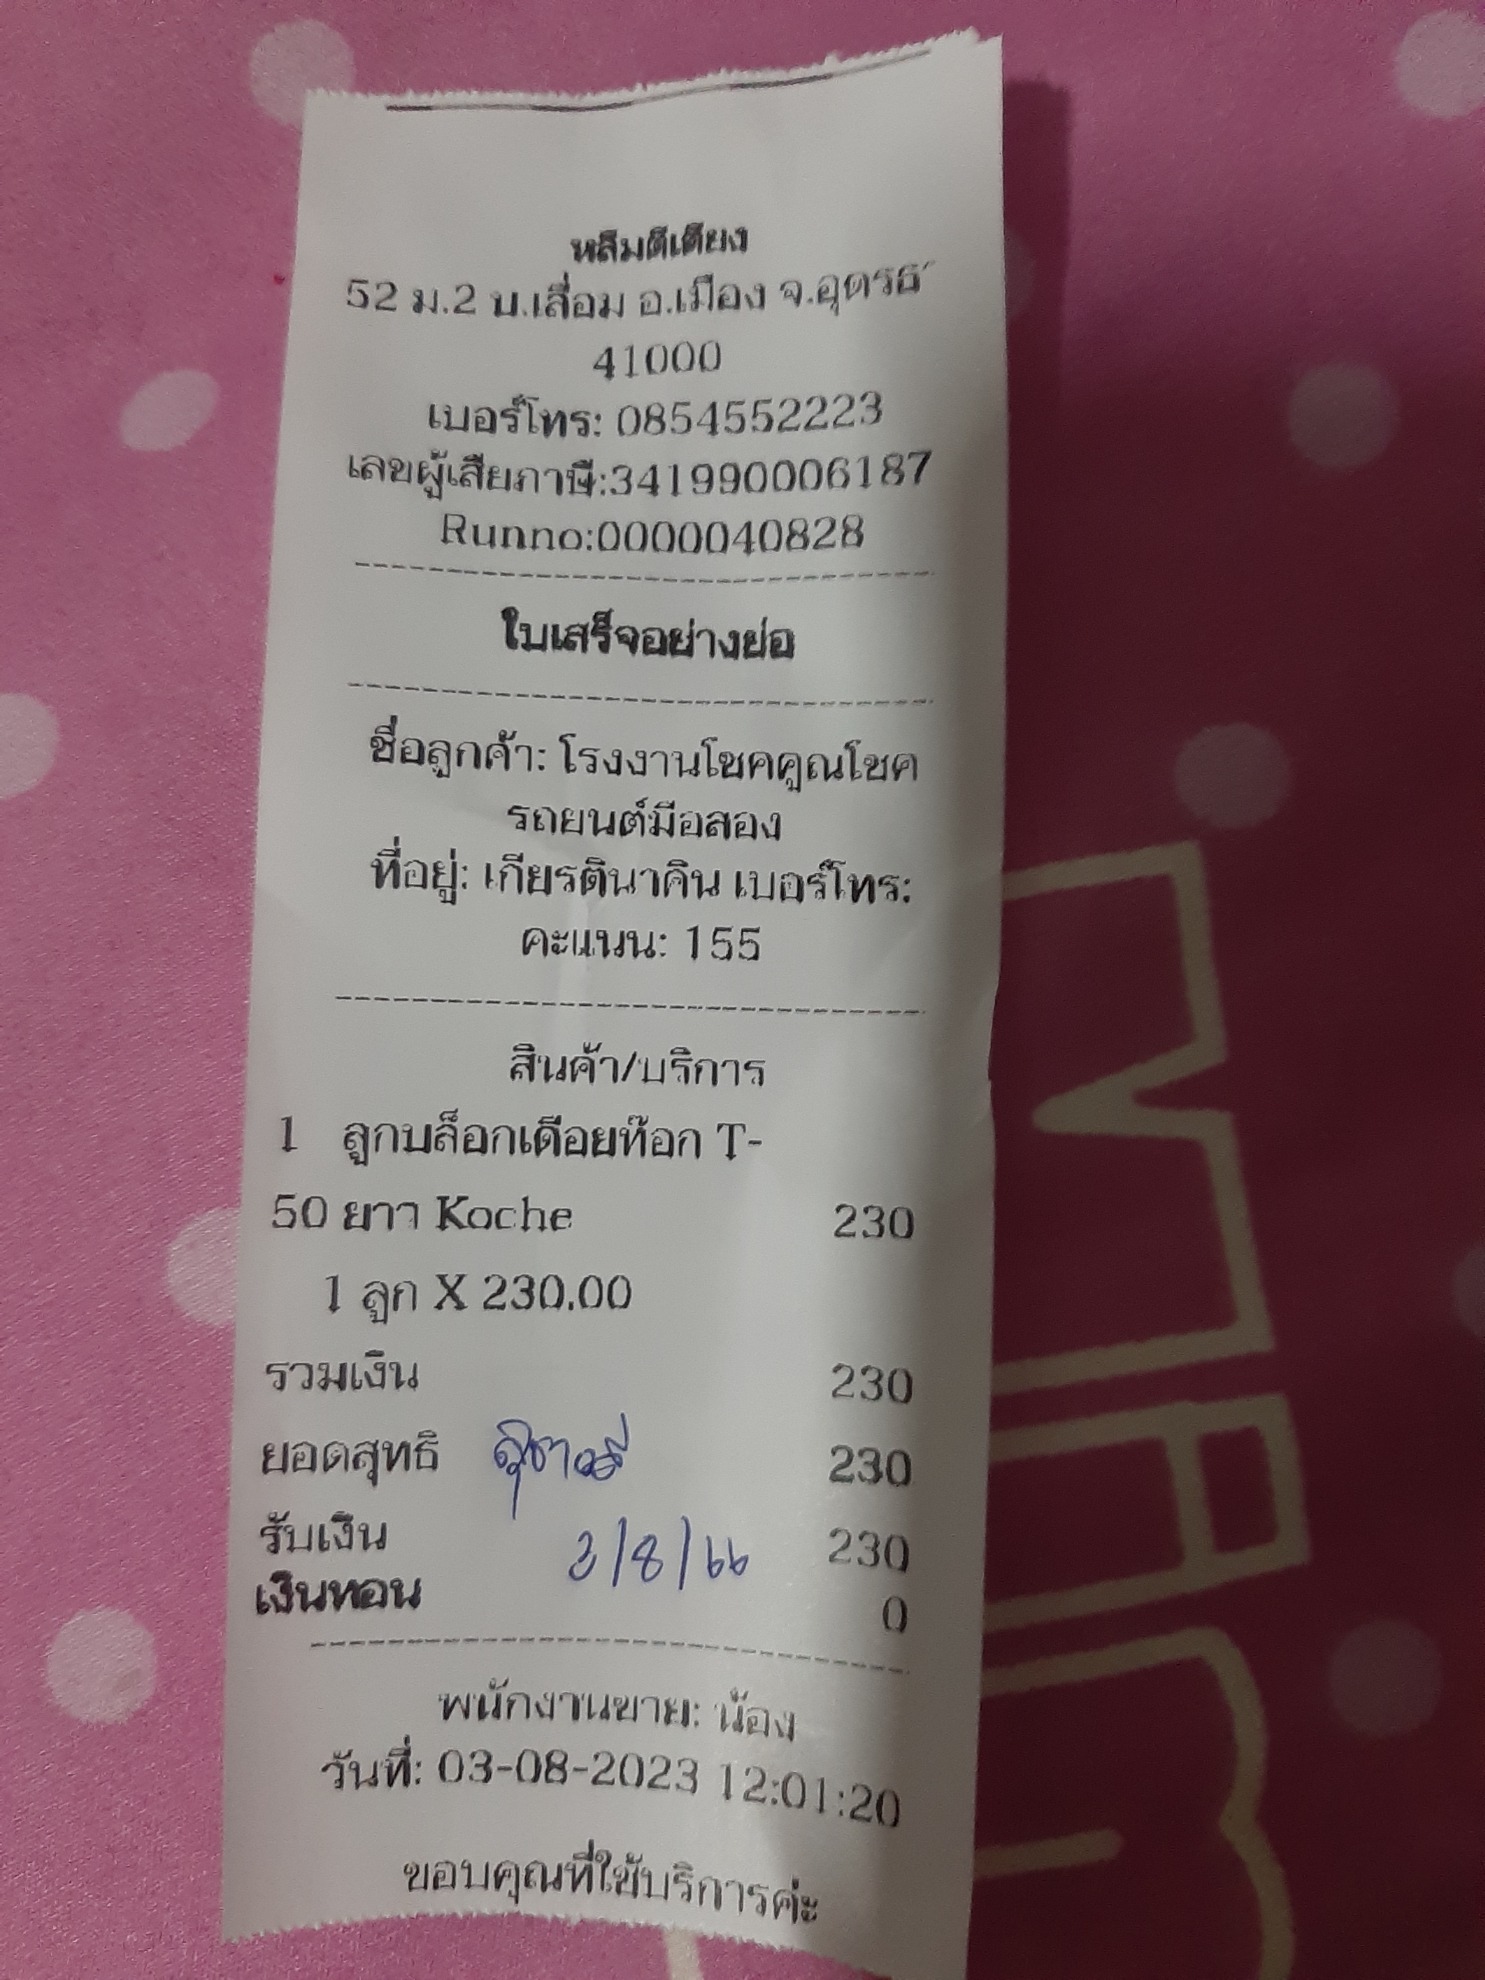 หลีมตีเตียง
52 ม.2 บ.เลื่อม อ.เมือง จ.อุดรธ
41000
เบอร์โทร: 0854552223
เลขผู้เสียภาษี:3419990006187
Runno:0000040828
ใบเสร็จอย่างย่อ
ชื่อลูกค้า: โรงงานโชคคูณโชค
รถยนต์มือสอง
ที่อยู่: เกียรตินาคิน เบอร์โทร:
คะแนน: 155
สินค้า/บริการ
1 ลูกบล็อกเดือยท๊อก T-
50 ยาว Koche 230
1 ลูก X 230.00
รวมเงิน 230
ยอดสุทธิ 230
รับเงิน 3/8/66 230
เงินทอน 0
พนักงานขาย: น้อง
วันที่: 03-08-2023 12:01:20
ขอบคุณที่ใช้บริการค่ะ